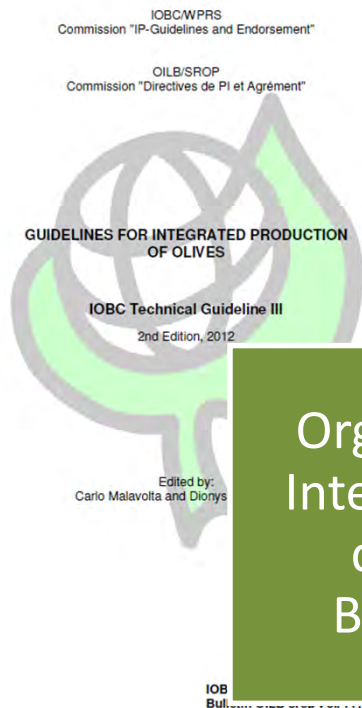 IOBC/WPRS
Commission "IP-Guidelines and Endorsement"
OILB/SROP
Commission "Directives de PI et Agrément"
GUIDELINES FOR INTEGRATED PRODUCTION
OF OLIVES
IOBC Technical Guideline III
2nd Edition, 2012
Edited by:
Carlo Malavolta and Dionys
Org
Inte
B
IOB